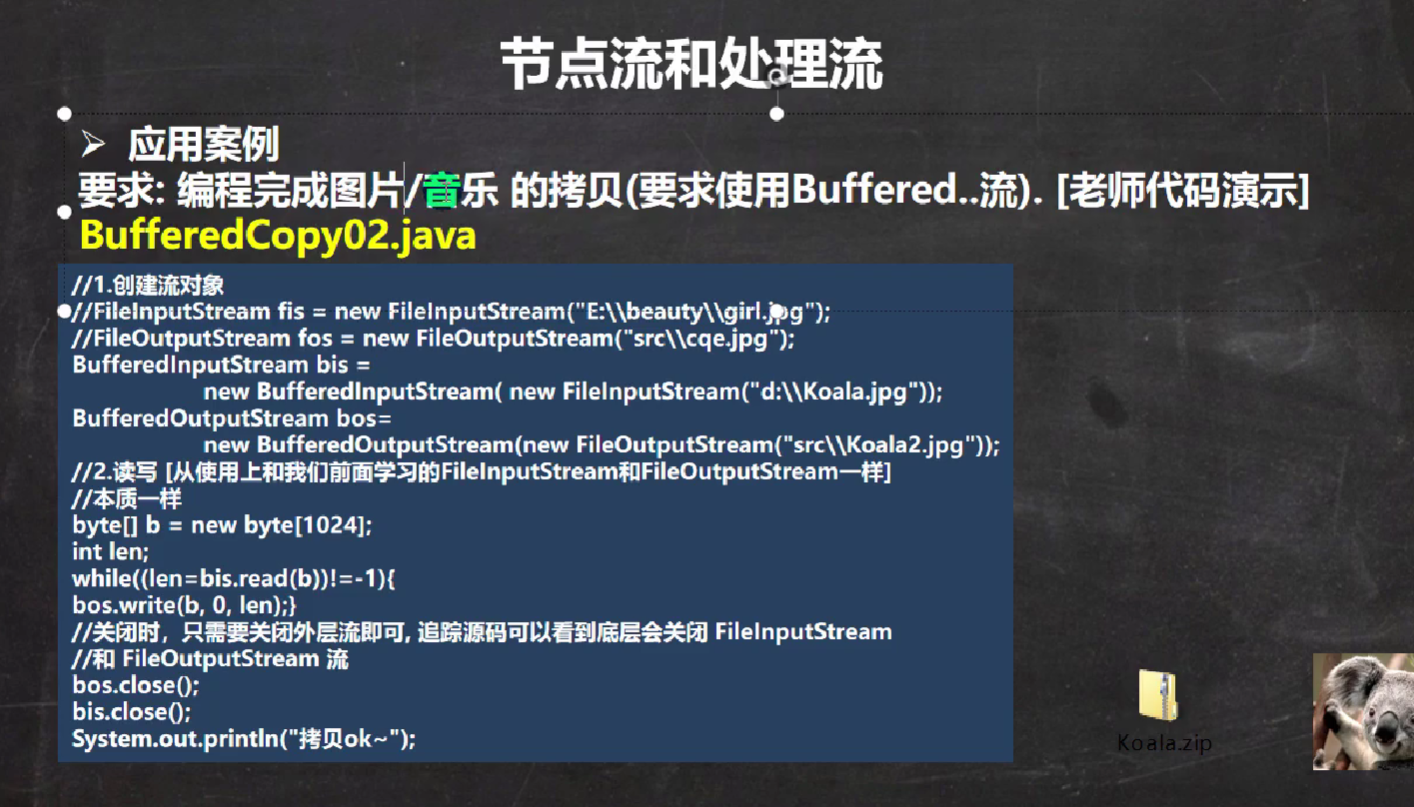 节点流和处理流
➢ 应用案例
要求: 编程完成图片/音乐 的拷贝(要求使用Buffered..流). [老师代码演示]
BufferedCopy02.java
//1.创建流对象
//FileInputStream fis = new FileInputStream("E:\\beauty\\girl.jpg");
//FileOutputStream fos = new FileOutputStream("src\\cqe.jpg");
BufferedInputStream bis =
new BufferedInputStream( new FileInputStream("d:\\Koala.jpg"));
BufferedOutputStream bos=
new BufferedOutputStream(new FileOutputStream("src\\Koala2.jpg"));
//2.读写 [从使用上和我们前面学习的FileInputStream和FileOutputStream一样]
//本质一样
byte[] b = new byte[1024];
int len;
while((len=bis.read(b))!=-1){
bos.write(b, 0, len);}
//关闭时，只需要关闭外层流即可, 追踪源码可以看到底层会关闭 FileInputStream
//和 FileOutputStream 流
bos.close();
bis.close();
System.out.println("拷贝ok~");
Koala.zip